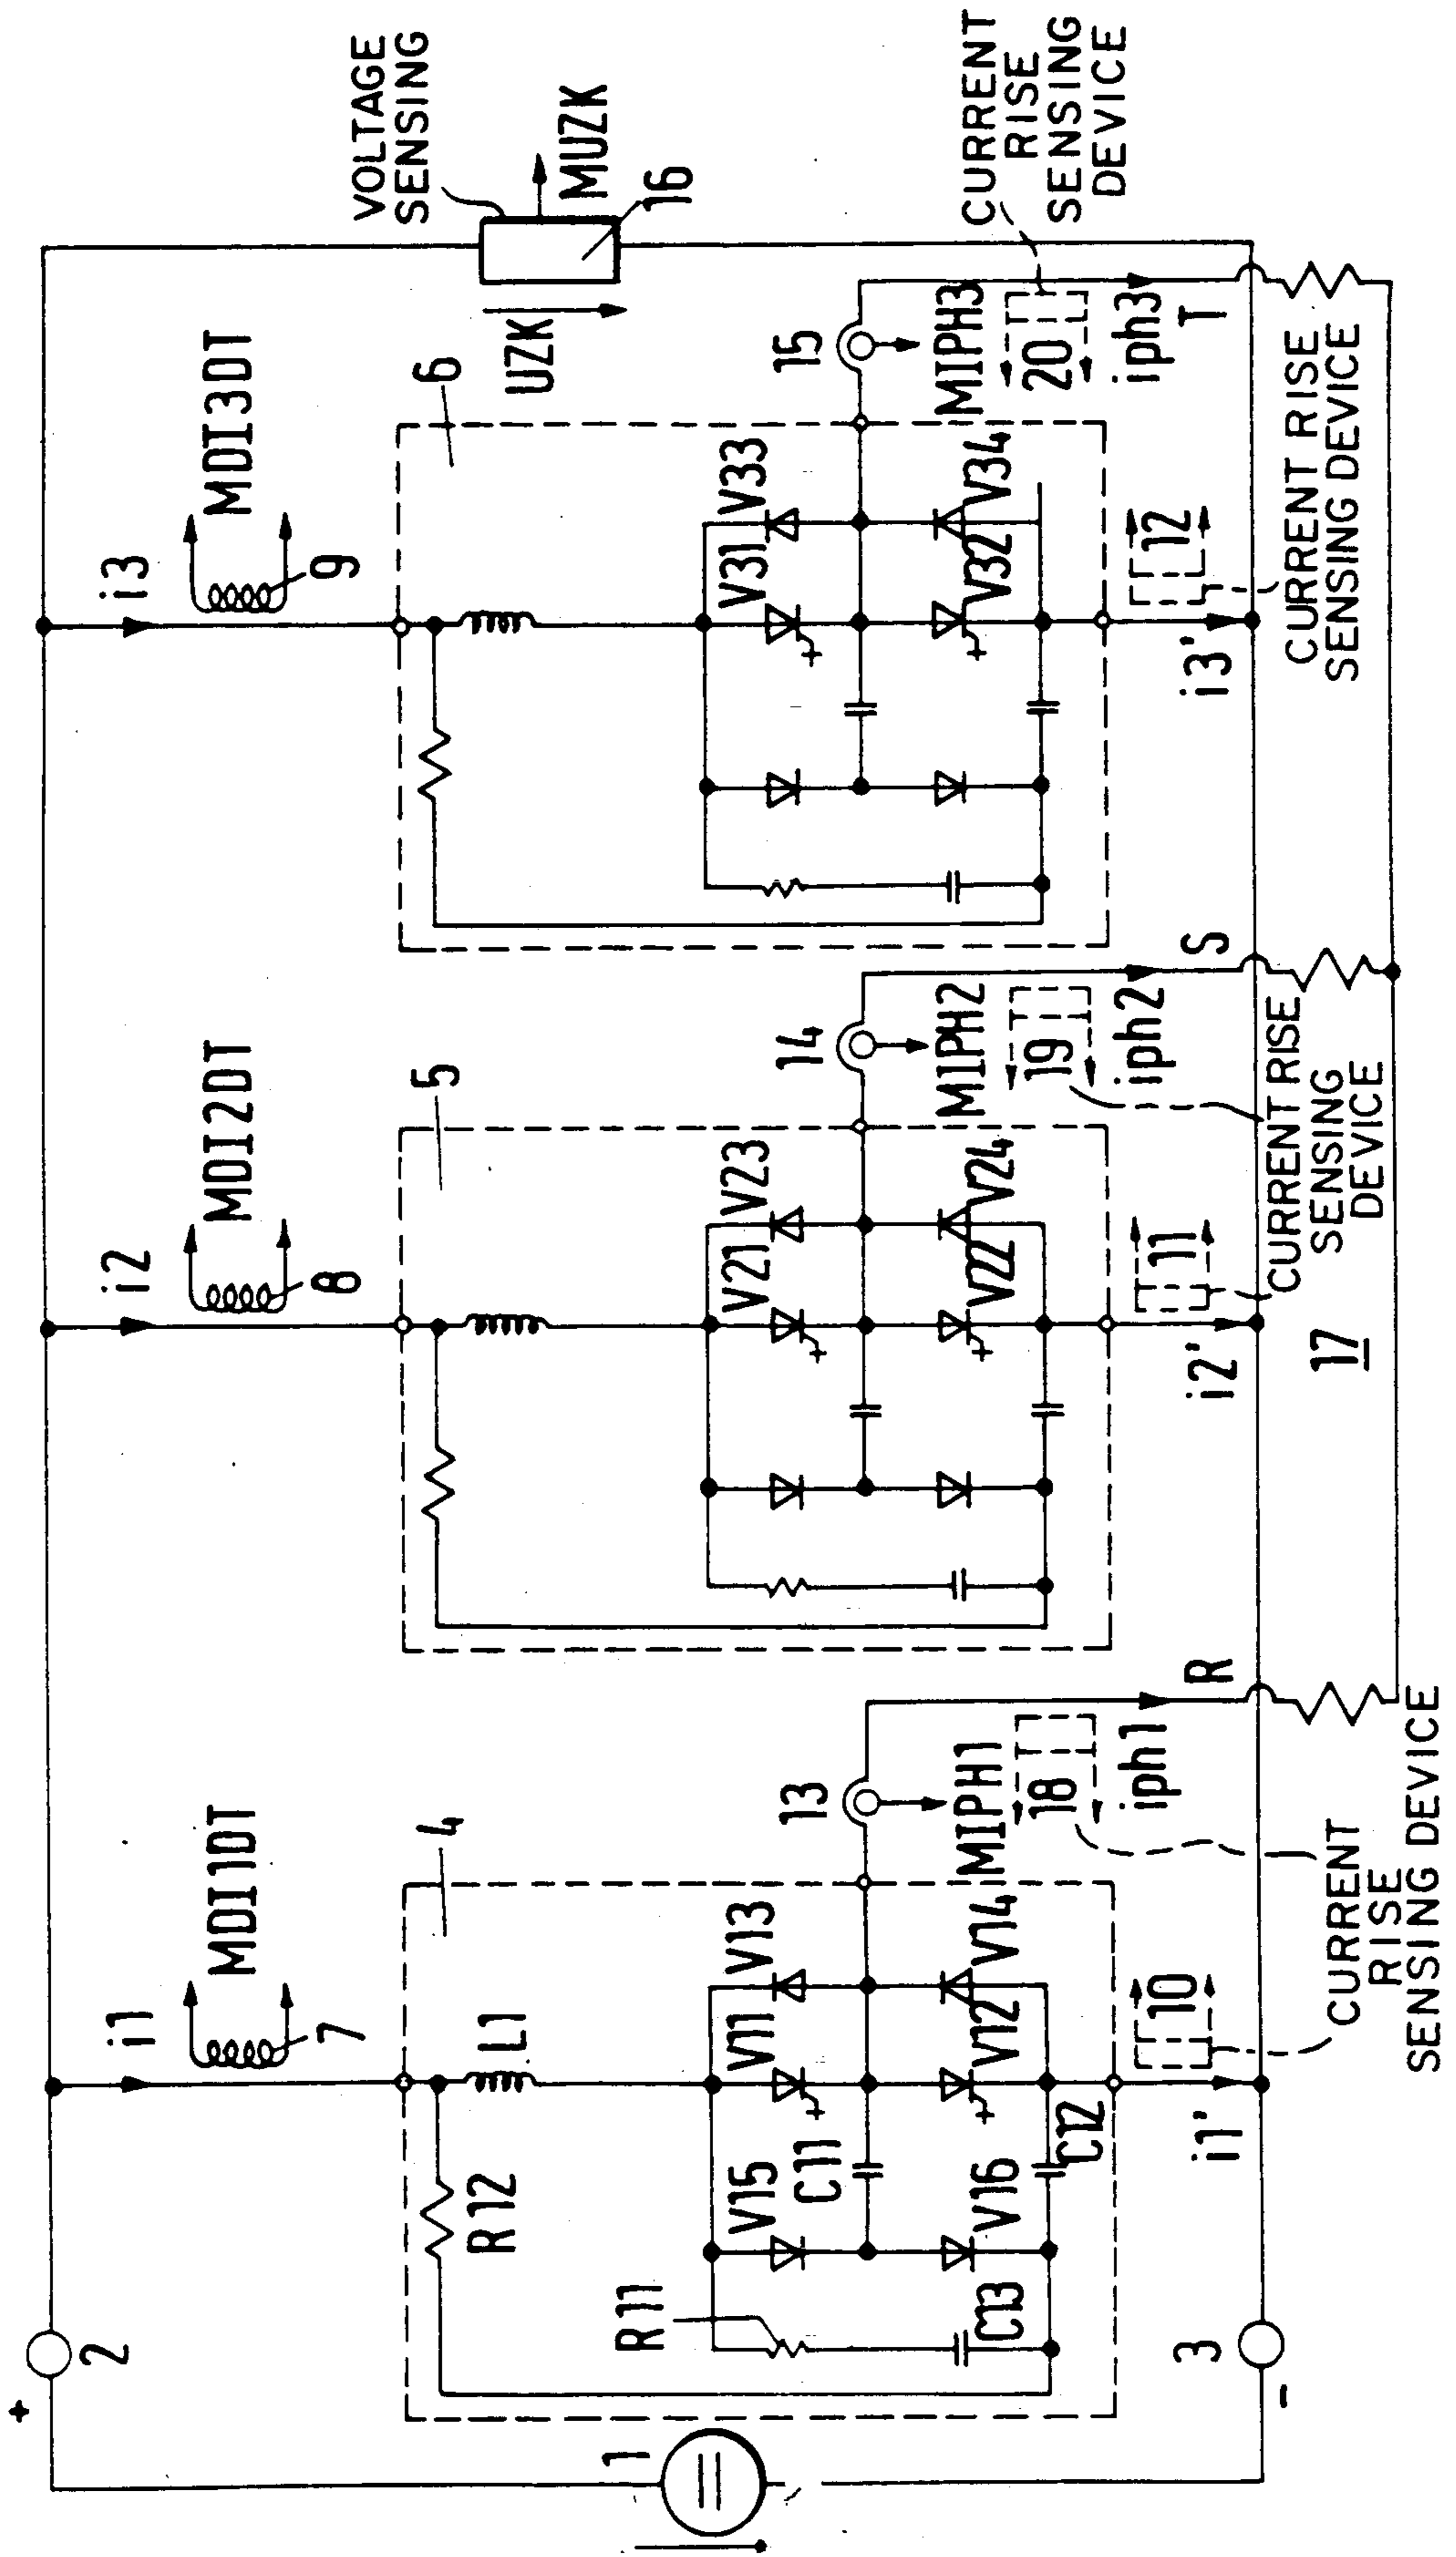 +
2
1
3
-
i1
MDI1DT
7
4
R12
L1
R11
V15
V11
V13
C11
V16
V12
V14
C13
C12
13
MIPH1
18
iph1
R
10
i1'
CURRENT
RISE
SENSING DEVICE
i2
MDI2DT
8
5
V21
V23
V22
V24
14
MIPH2
19
iph2
S
11
i2'
17
CURRENT RISE
SENSING
DEVICE
i3
MDI3DT
9
6
V31
V33
V32
V34
15
MIPH3
20
iph3
T
12
i3'
CURRENT RISE
SENSING DEVICE
VOLTAGE
SENSING
UZK
MUZK
16
CURRENT
RISE
SENSING
DEVICE